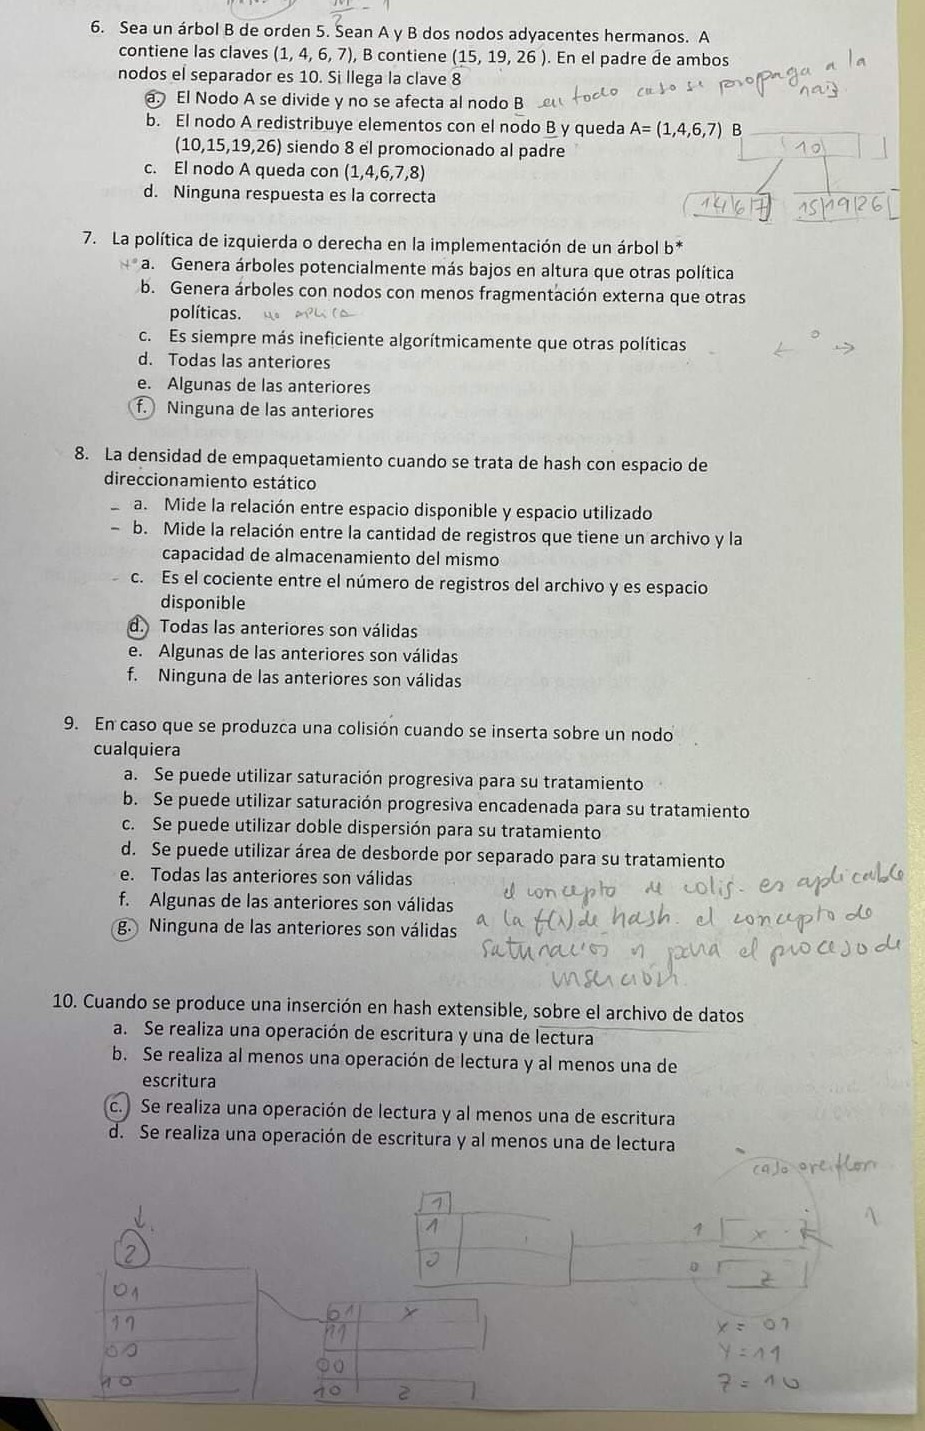 6. Sea un árbol B de orden 5. Sean A y B dos nodos adyacentes hermanos. A
contiene las claves (1, 4, 6, 7), B contiene (15, 19, 26 ). En el padre de ambos
nodos el separador es 10. Si llega la clave 8
a. El Nodo A se divide y no se afecta al nodo B en todo caso se propaga a la
raiz
b. El nodo A redistribuye elementos con el nodo B y queda A= (1,4,6,7) B
(10,15,19,26) siendo 8 el promocionado al padre
10
c. El nodo A queda con (1,4,6,7,8)
d. Ninguna respuesta es la correcta
1|4|6|7 15|19|26
7. La política de izquierda o derecha en la implementación de un árbol b*
a. Genera árboles potencialmente más bajos en altura que otras política
b. Genera árboles con nodos con menos fragmentación externa que otras
políticas. no aplica
c. Es siempre más ineficiente algorítmicamente que otras políticas
d. Todas las anteriores
e. Algunas de las anteriores
f. Ninguna de las anteriores
8. La densidad de empaquetamiento cuando se trata de hash con espacio de
direccionamiento estático
a. Mide la relación entre espacio disponible y espacio utilizado
b. Mide la relación entre la cantidad de registros que tiene un archivo y la
capacidad de almacenamiento del mismo
c. Es el cociente entre el número de registros del archivo y es espacio
disponible
d. Todas las anteriores son válidas
e. Algunas de las anteriores son válidas
f. Ninguna de las anteriores son válidas
9. En caso que se produzca una colisión cuando se inserta sobre un nodo
cualquiera
a. Se puede utilizar saturación progresiva para su tratamiento
b. Se puede utilizar saturación progresiva encadenada para su tratamiento
c. Se puede utilizar doble dispersión para su tratamiento
d. Se puede utilizar área de desborde por separado para su tratamiento
e. Todas las anteriores son válidas
f. Algunas de las anteriores son válidas
g. Ninguna de las anteriores son válidas
el concepto de colis. es aplicable
a la f(x) de hash. el concepto de
saturacion es para el proceso de
inserción.
10. Cuando se produce una inserción en hash extensible, sobre el archivo de datos
a. Se realiza una operación de escritura y una de lectura
b. Se realiza al menos una operación de lectura y al menos una de
escritura
c. Se realiza una operación de lectura y al menos una de escritura
d. Se realiza una operación de escritura y al menos una de lectura
caso
1
1
0
1 x
0 z
2
01
11
00
10
01 x
11
00
10 z
x = 01
y = 11
z = 10